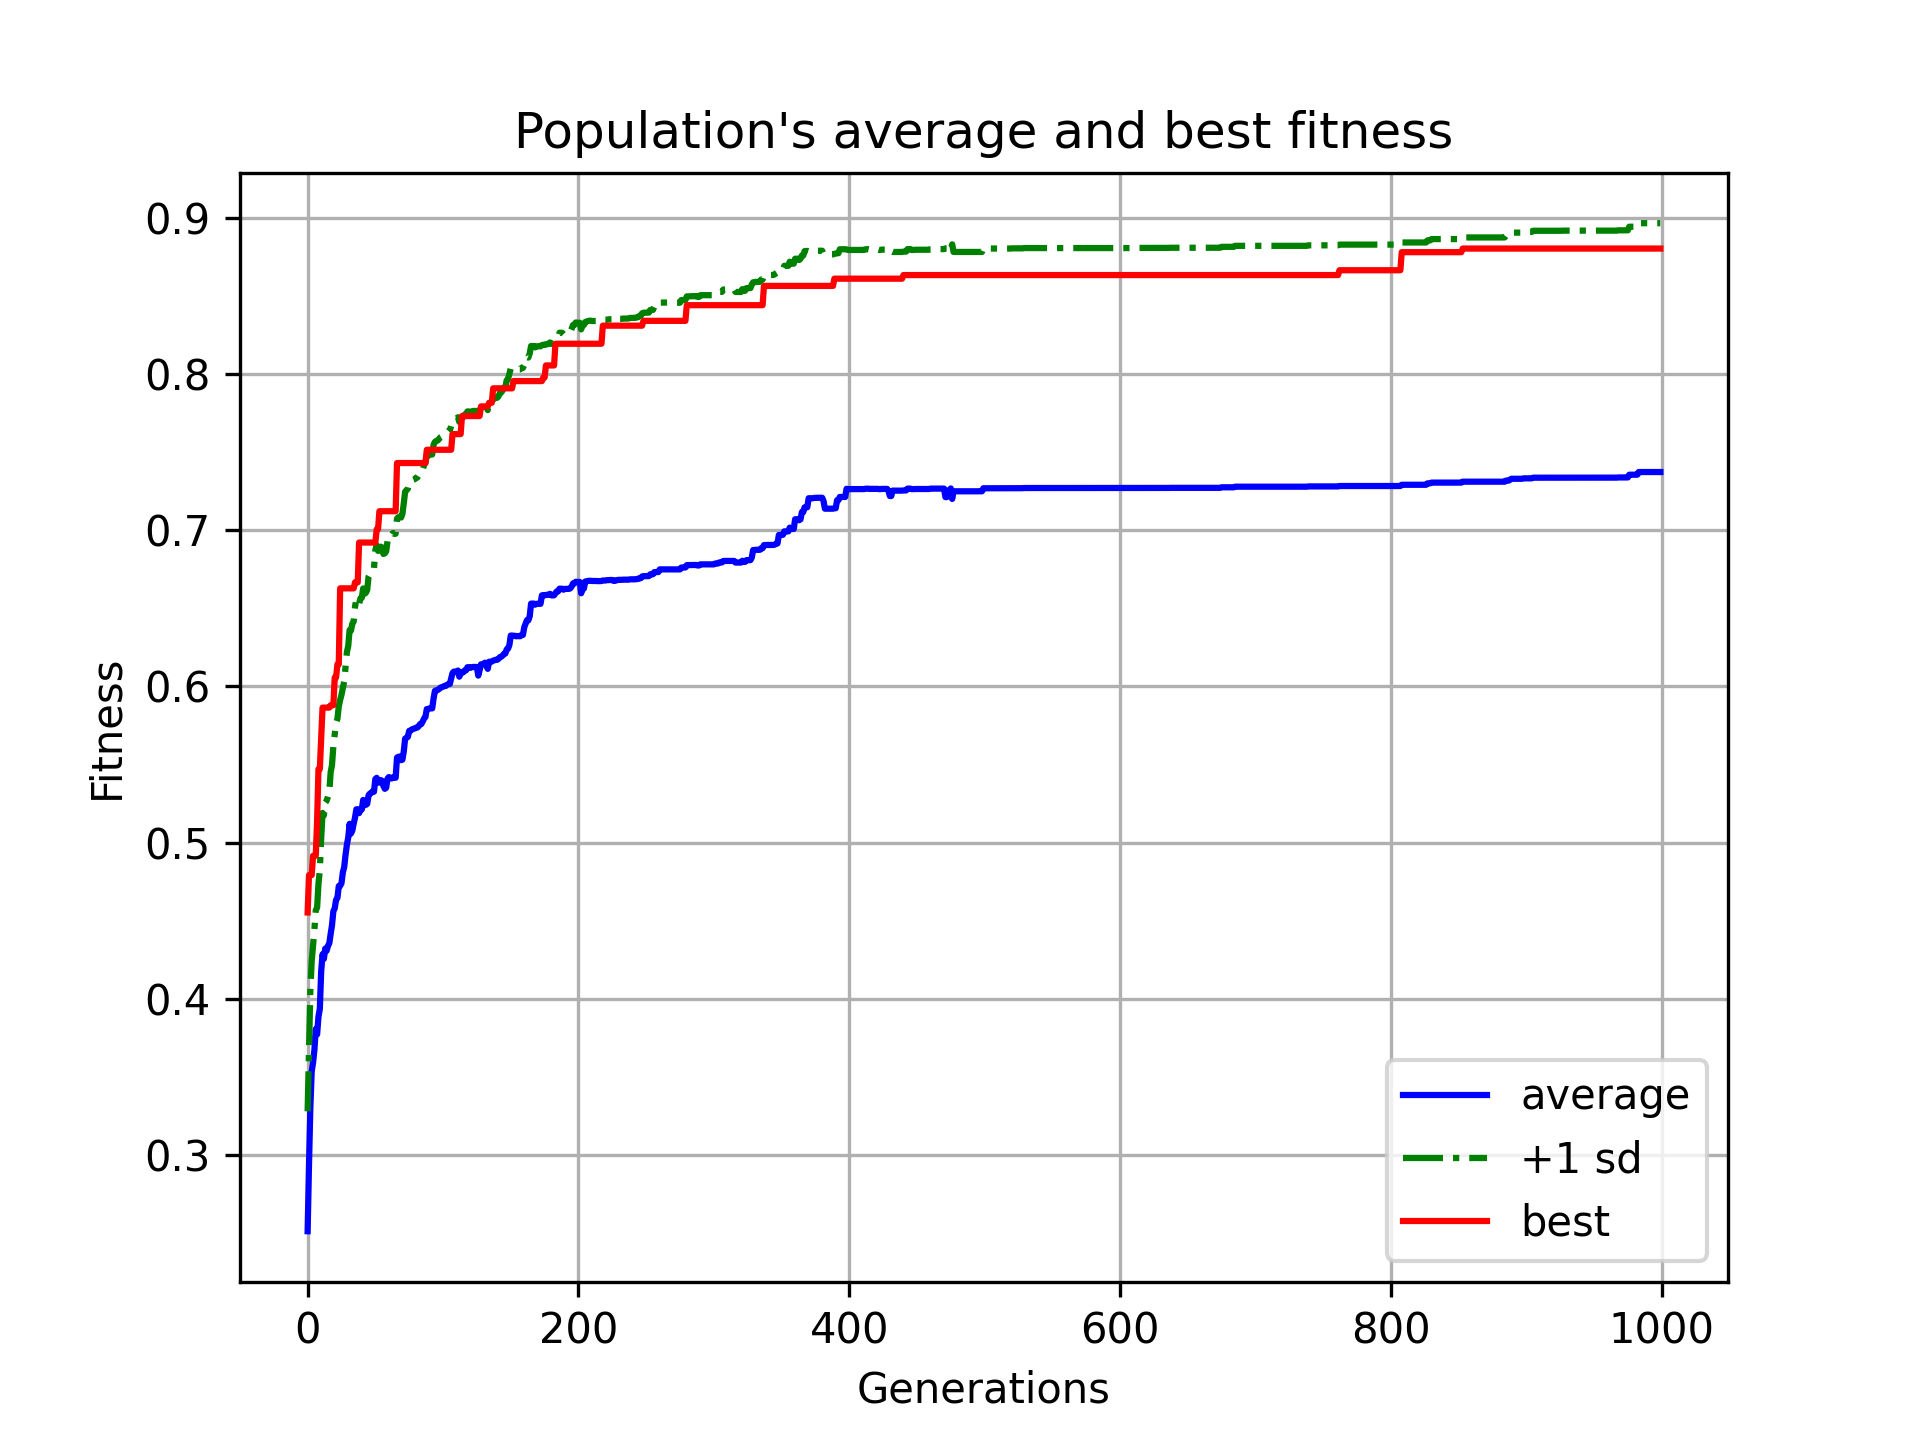 Population's average and best fitness
0.9
0.8
0.7
0.6
0.5
0.4
0.3
Fitness
average
+1 sd
best
0 200 400 600 800 1000
Generations